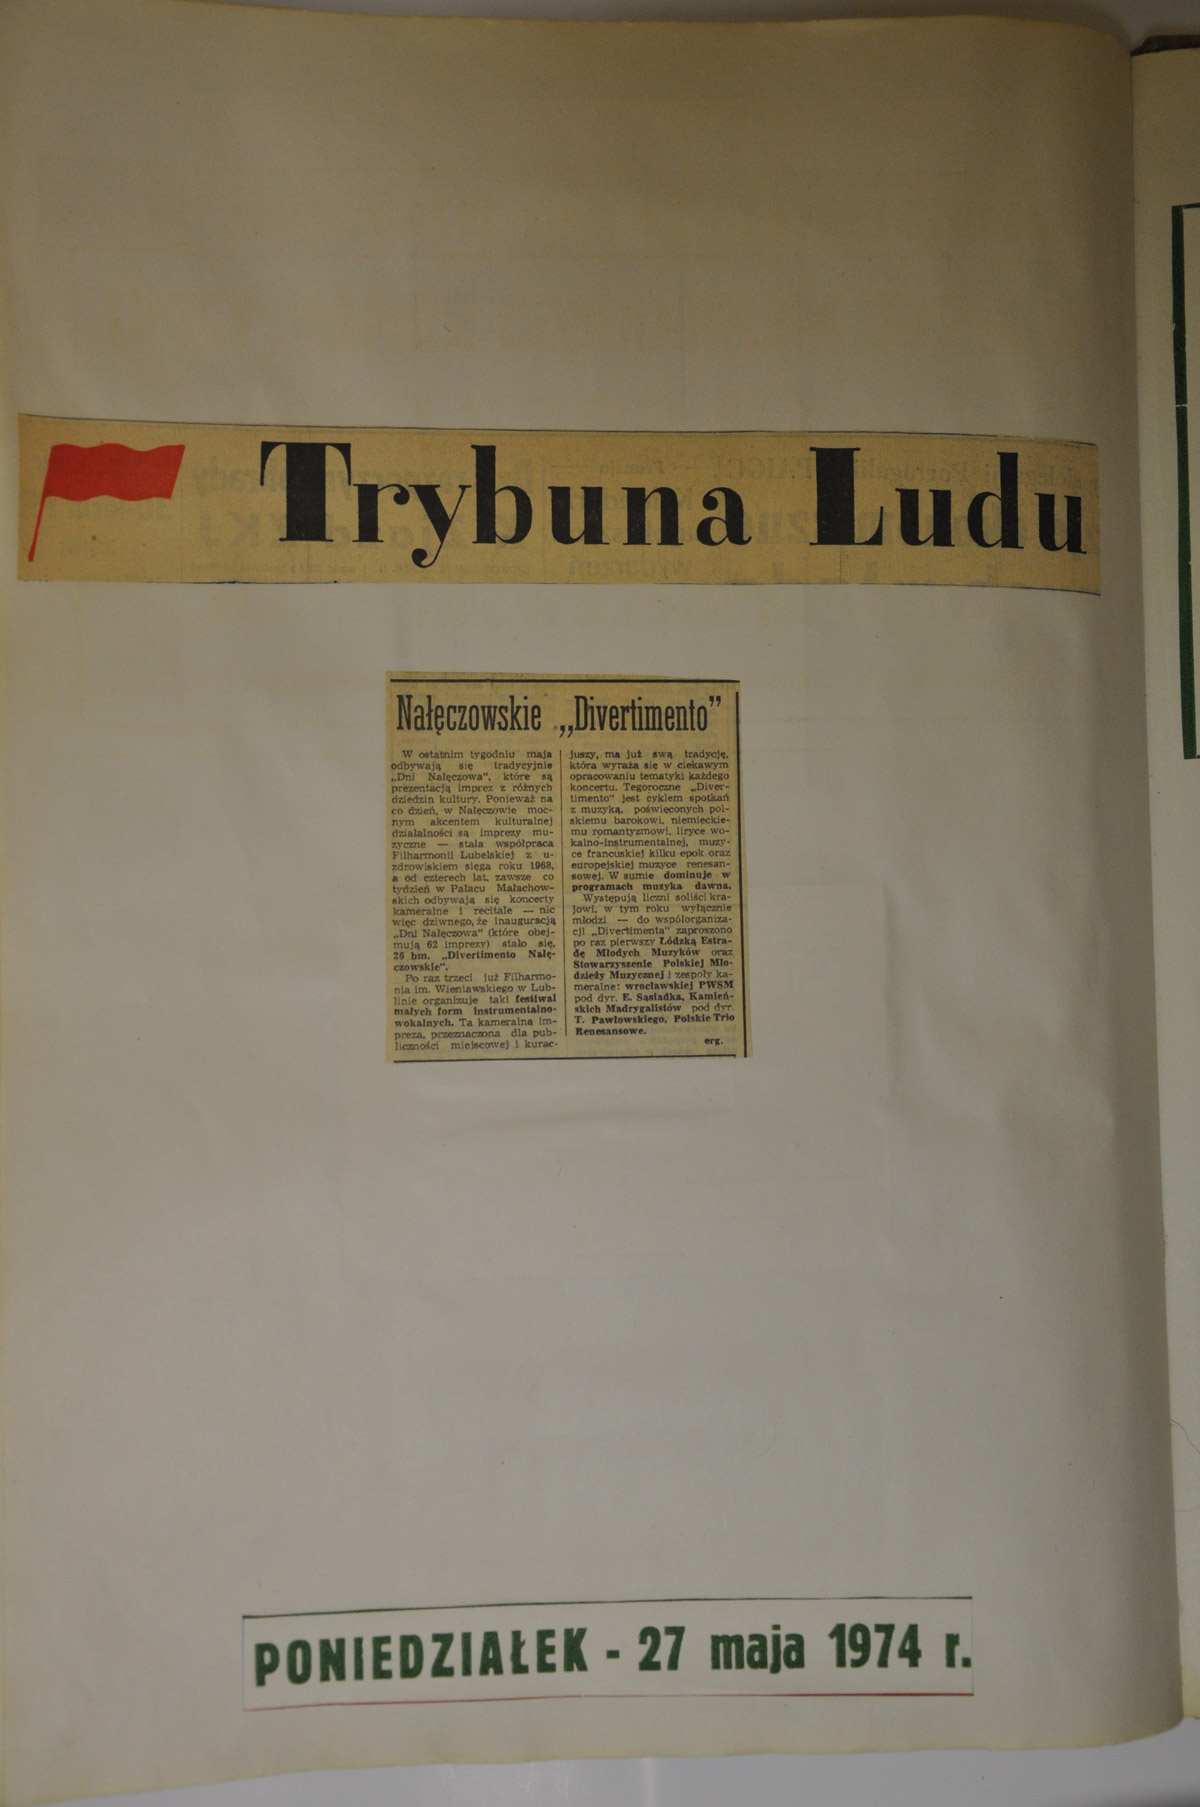 Trybuna Ludu
Nałęczowskie „Divertimento”
W ostatnim tygodniu maja
odbywają się tradycyjnie
„Dni Nałęczowa”, które są
prezentacją imprez z różnych
dziedzin kultury. Ponieważ na
co dzień, w Nałęczowie moc-
nym akcentem kulturalnej
działalności są imprezy mu-
zyczne — stała współpraca
Filharmonii Lubelskiej z u-
zdrowiskiem sięga roku 1968,
a od czterech lat, zawsze co
tydzień w Pałacu Małachow-
skich odbywają się koncerty
kameralne i recitale — nic
więc dziwnego, że inauguracją
„Dni Nałęczowa” (które obej-
mują 62 imprezy) stało się,
26 bm. „Divertimento Nałę-
czowskie”.
Po raz trzeci już Filharmo-
nia im. Wieniawskiego w Lub-
linie organizuje taki festiwal
małych form instrumentalno-
wokalnych. Ta kameralna im-
preza, przeznaczona dla pub-
liczności miejscowej i kurac-
juszy, ma już swą tradycję,
która wyraża się w ciekawym
opracowaniu tematyki każdego
koncertu. Tegoroczne „Diver-
timento” jest cyklem spotkań
z muzyką, poświęconych pol-
skiemu barokowi, niemieckie-
mu romantyzmowi, liryce wo-
kalno-instrumentalnej, muzy-
ce francuskiej kilku epok oraz
europejskiej muzyce renesan-
sowej. W sumie dominuje w
programach muzyka dawna.
Występują liczni soliści kra-
jowi, w tym roku wyłącznie
młodzi — do współorganiza-
cji „Divertimenta” zaproszono
po raz pierwszy Łódzką Estra-
dę Młodych Muzyków oraz
Stowarzyszenie Polskiej Mło-
dzieży Muzycznej i zespoły ka-
meralne: wrocławskiej PWSM
pod dyr. E. Sąsiadka, Kamień-
skich Madrygalistów pod dyr.
T. Pawłowskiego, Polskie Trio
Renesansowe.
erg.
PONIEDZIAŁEK - 27 maja 1974 r.